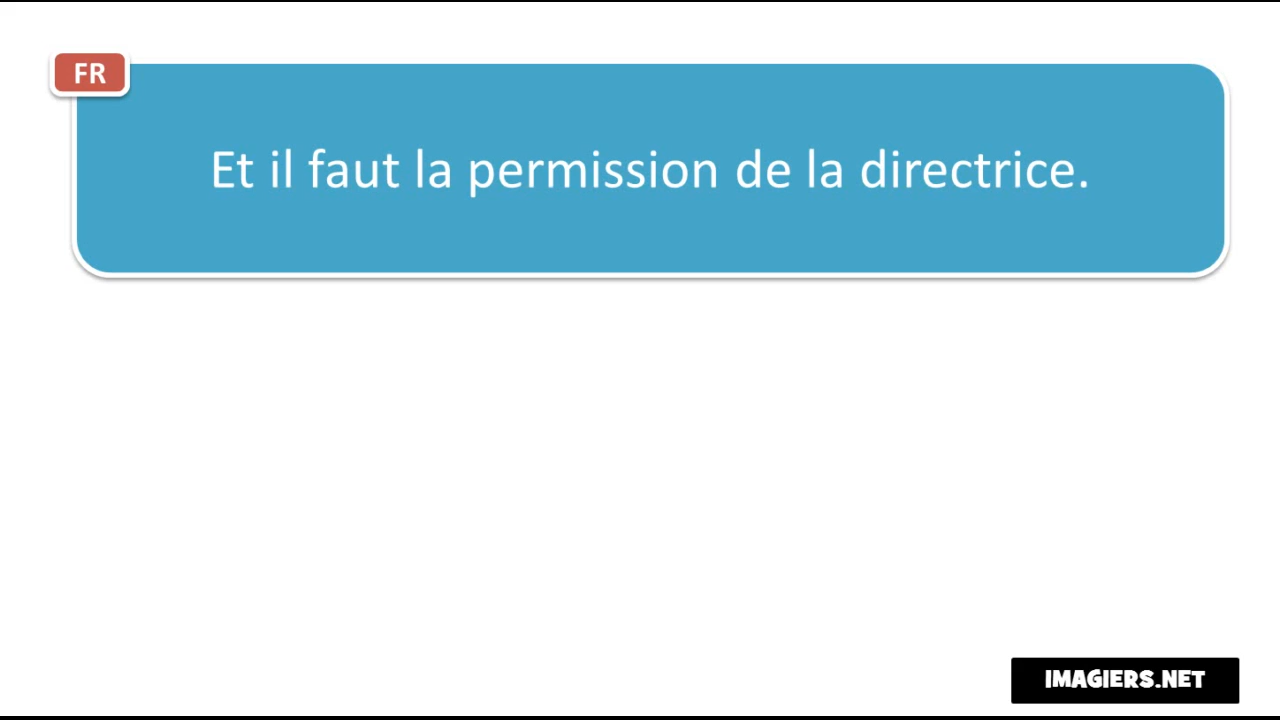 FR
Et il faut la permission de la directrice.
IMAGIERS.NET